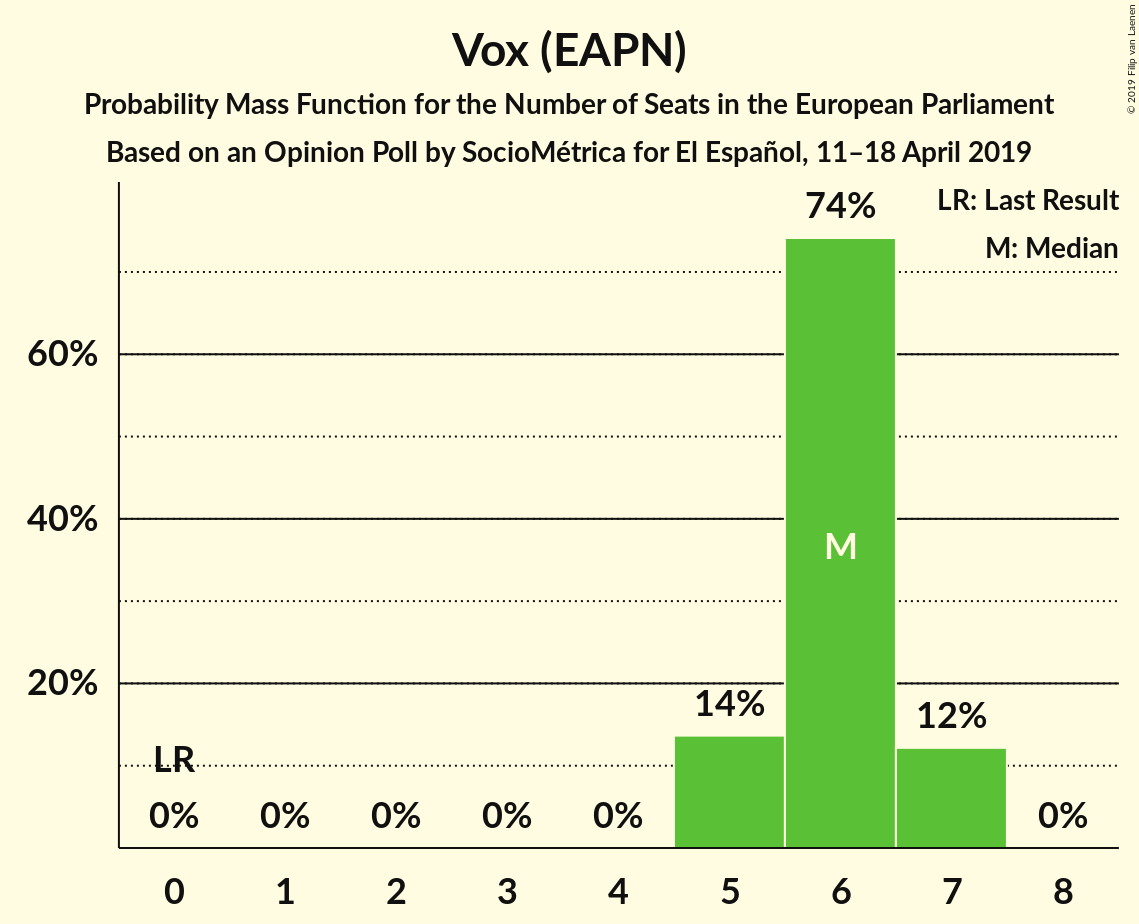 Vox (EAPN)
Probability Mass Function for the Number of Seats in the European Parliament
Based on an Opinion Poll by SocioMétrica for El Español, 11–18 April 2019
© 2019 Filip van Laenen
LR: Last Result
M: Median
74%
60%
40%
M
20%
14%
12%
LR
0% 0% 0% 0% 0% 0%
0 1 2 3 4 5 6 7 8